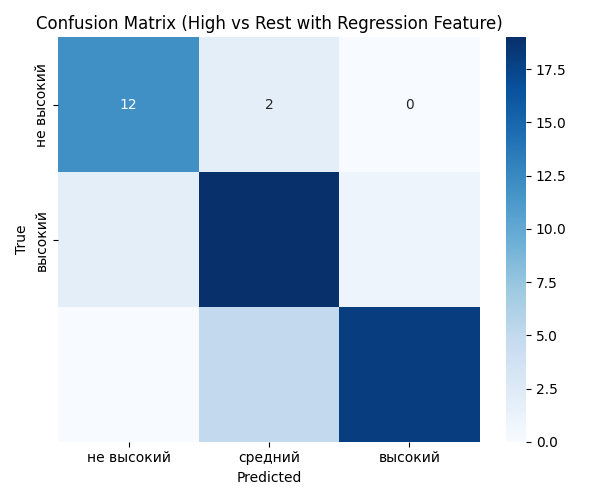 Confusion Matrix (High vs Rest with Regression Feature)
True
не высокий
высокий
12 2 0
не высокий средний высокий
Predicted
17.5
15.0
12.5
10.0
7.5
5.0
2.5
0.0